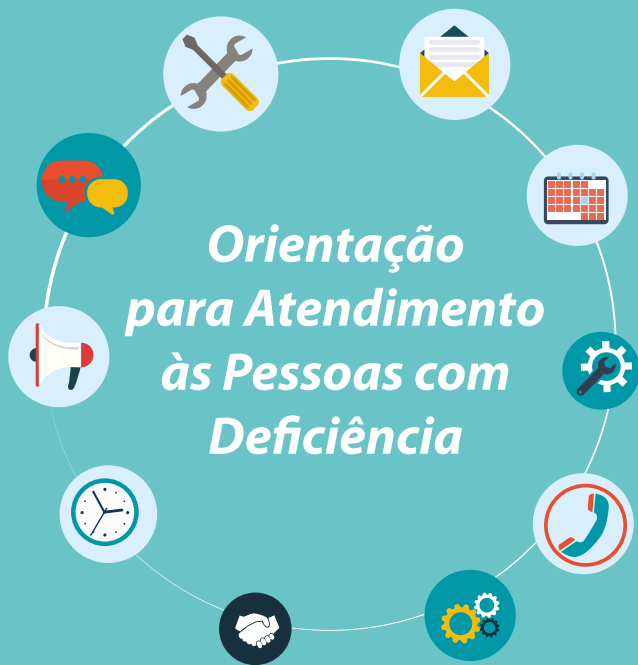 Orientação
para Atendimento
às Pessoas com
Deficiência